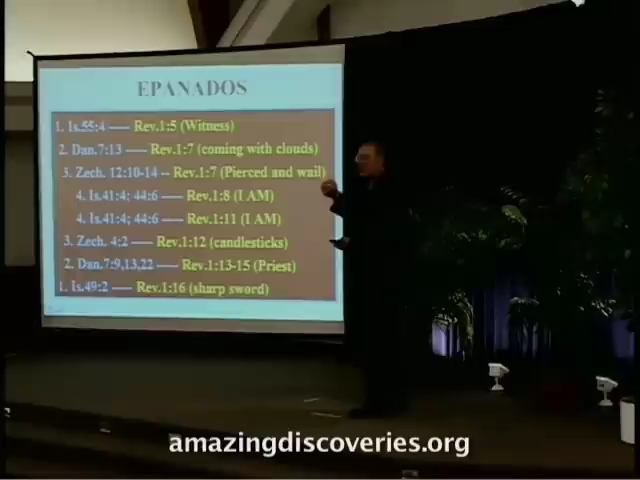 EPANADOS
1. Is.55:4 — Rev.1:5 (Witness)
2. Dan.7:13 — Rev.1:7 (coming with clouds)
3. Zech. 12:10-14 – Rev.1:7 (Pierced and wail)
4. Is.41:4; 44:6 — Rev.1:8 (I AM)
4. Is.41:4; 44:6 — Rev.1:11 (I AM)
3. Zech. 4:2 — Rev.1:12 (candlesticks)
2. Dan.7:9,13,22 — Rev.1:13-15 (Priest)
1. Is.49:2 — Rev.1:16 (sharp sword)
amazingdiscoveries.org